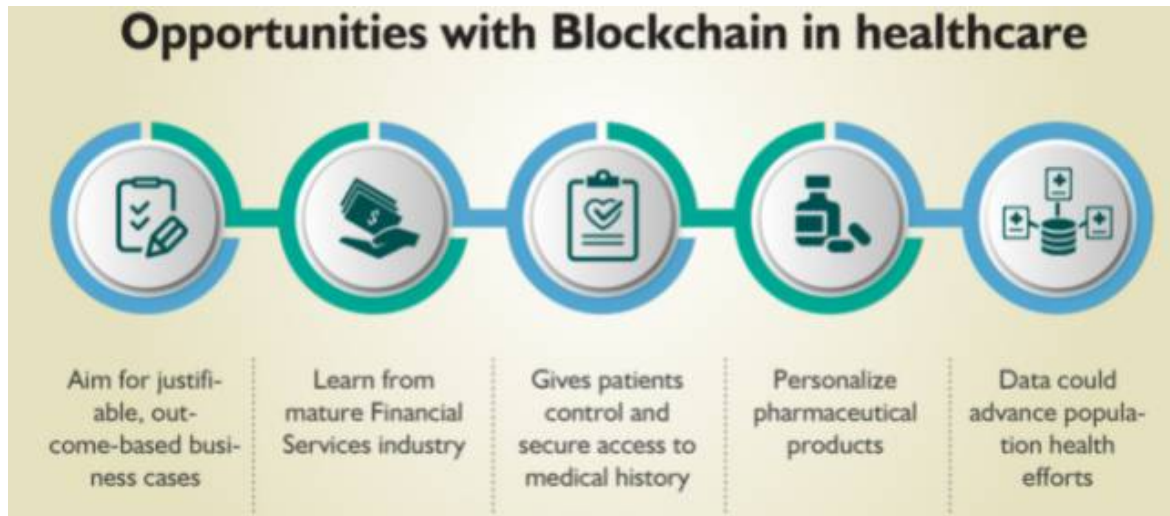 Opportunities with Blockchain in healthcare
$
Aim for justifi-
able, out-
come-based busi-
ness cases
Learn from
mature Financial
Services industry
Gives patients
control and
secure access to
medical history
Personalize
pharmaceutical
products
Data could
advance popula-
tion health
efforts